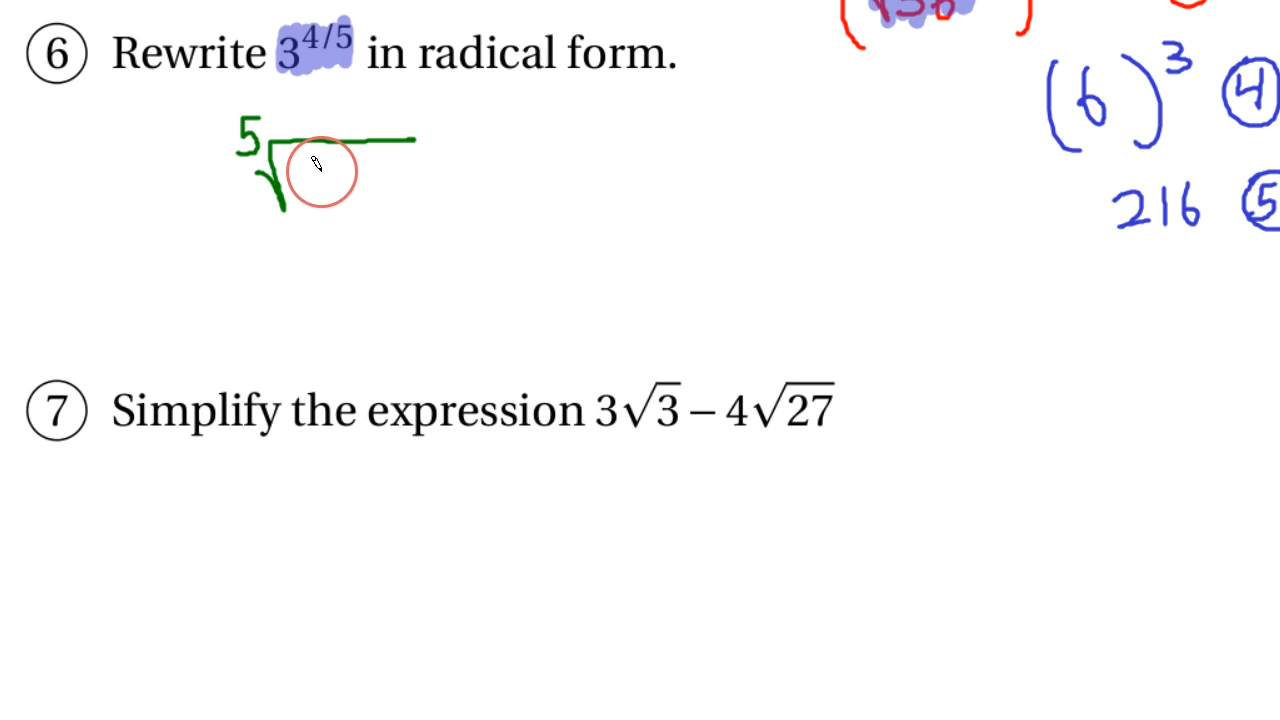 √36
⑥ Rewrite 3^{4/5} in radical form.
(6)³ ④
5√
216 ⑤
⑦ Simplify the expression 3√3 – 4√27